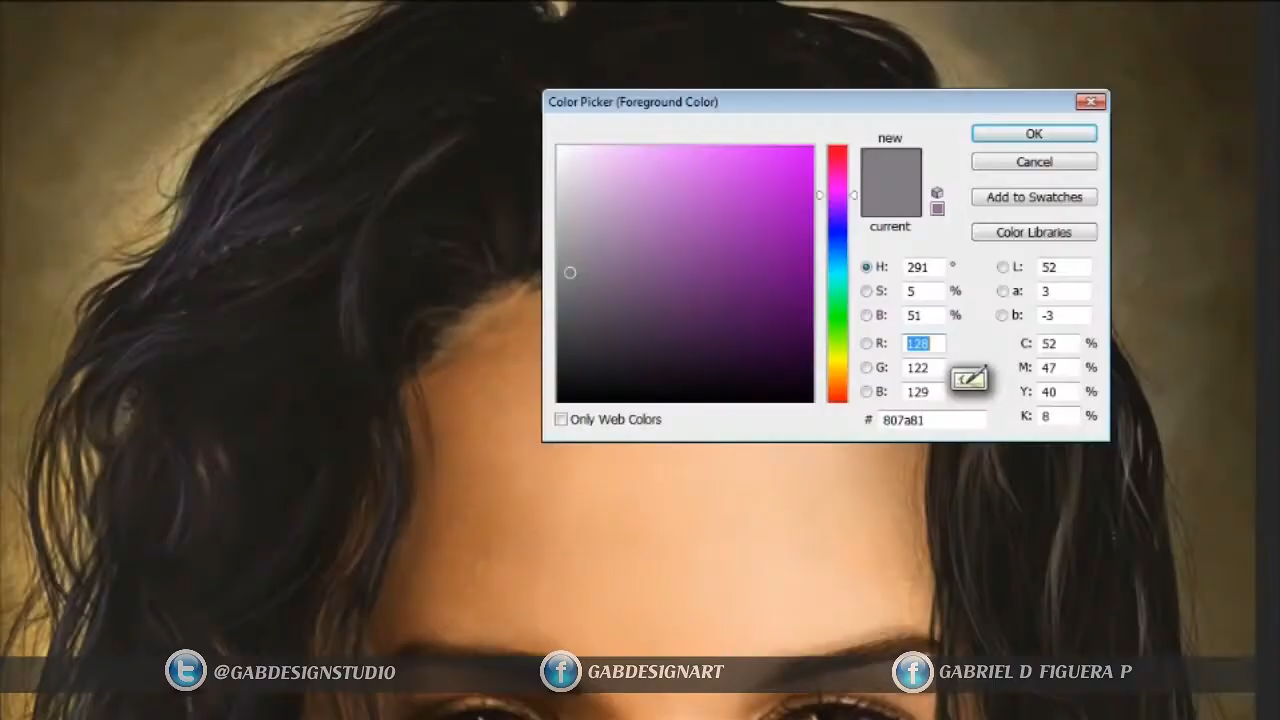 Color Picker (Foreground Color)
new
current
OK
Cancel
Add to Swatches
Color Libraries
H: 291 °
S: 5 %
B: 51 %
R: 128
G: 122
B: 129
# 807a81
L: 52
a: 3
b: -3
C: 52 %
M: 47 %
Y: 40 %
K: 8 %
Only Web Colors
@GABDESIGNSTUDIO
GABDESIGNART
GABRIEL D FIGUERA P